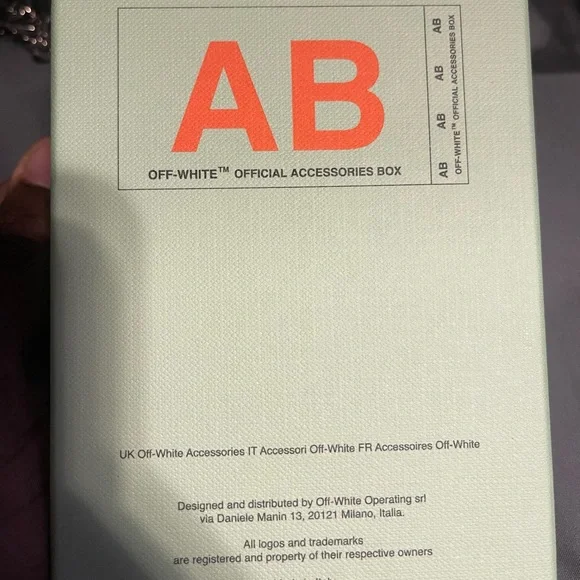 AB
OFF-WHITE™ OFFICIAL ACCESSORIES BOX
AB AB AB AB
OFF-WHITE™ OFFICIAL ACCESSORIES BOX
UK Off-White Accessories IT Accessori Off-White FR Accessoires Off-White
Designed and distributed by Off-White Operating srl
via Daniele Manin 13, 20121 Milano, Italia.
All logos and trademarks
are registered and property of their respective owners